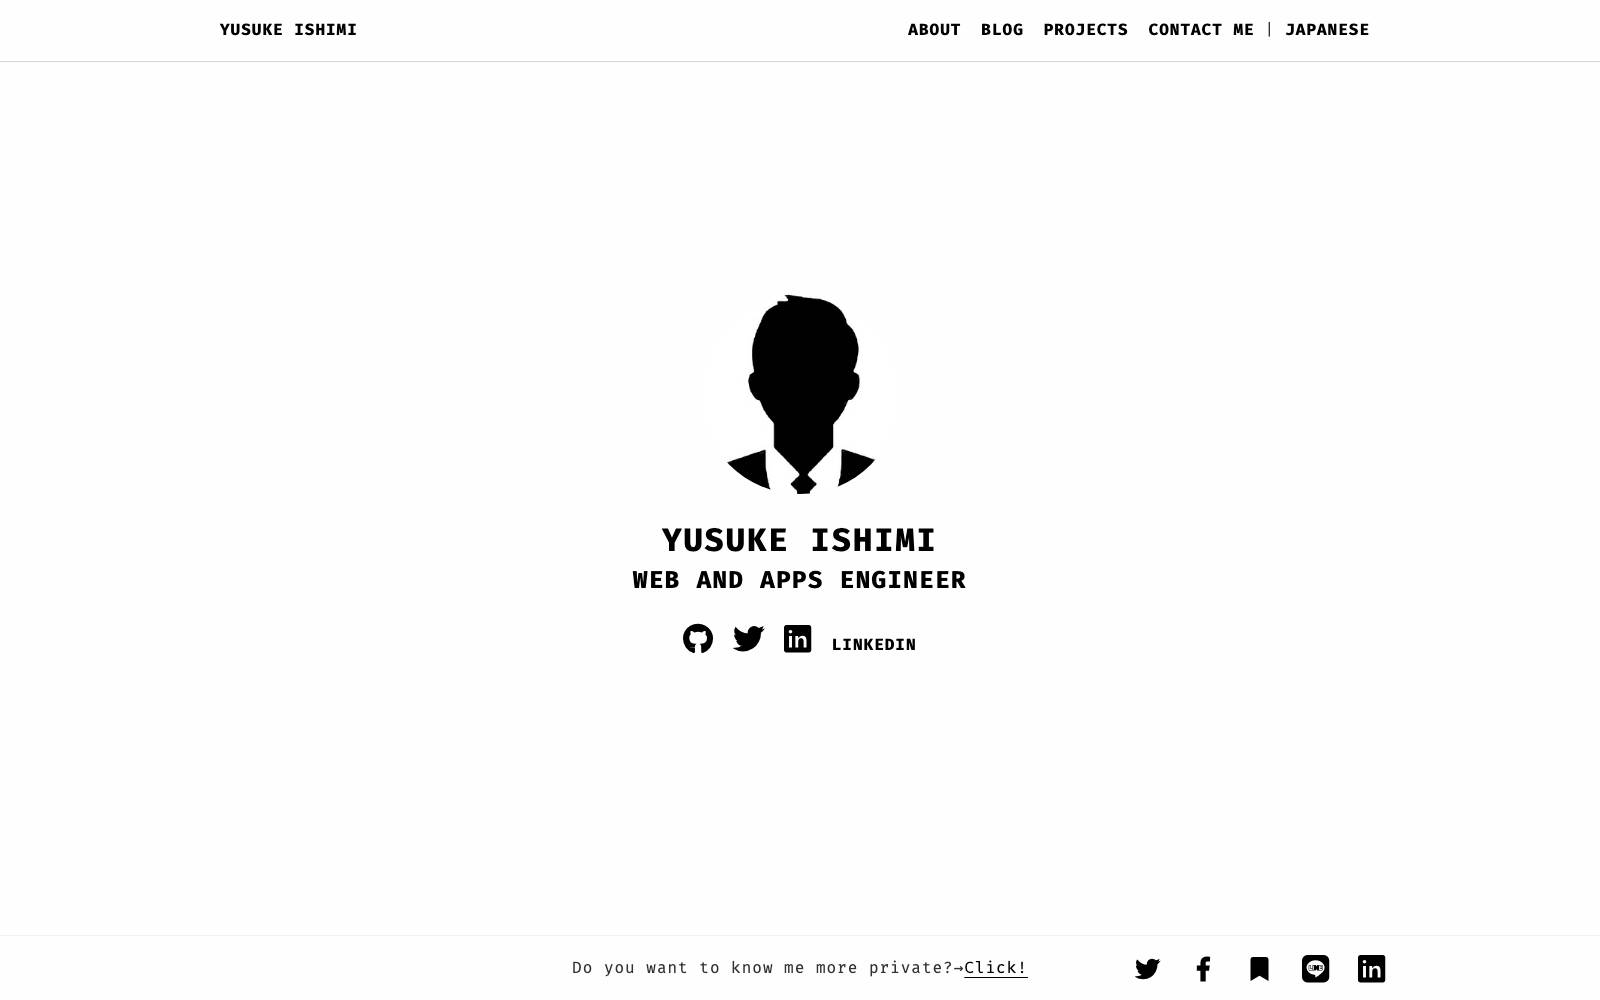 YUSUKE ISHIMI
ABOUT BLOG PROJECTS CONTACT ME | JAPANESE
YUSUKE ISHIMI
WEB AND APPS ENGINEER
LINKEDIN
Do you want to know me more private?→Click!